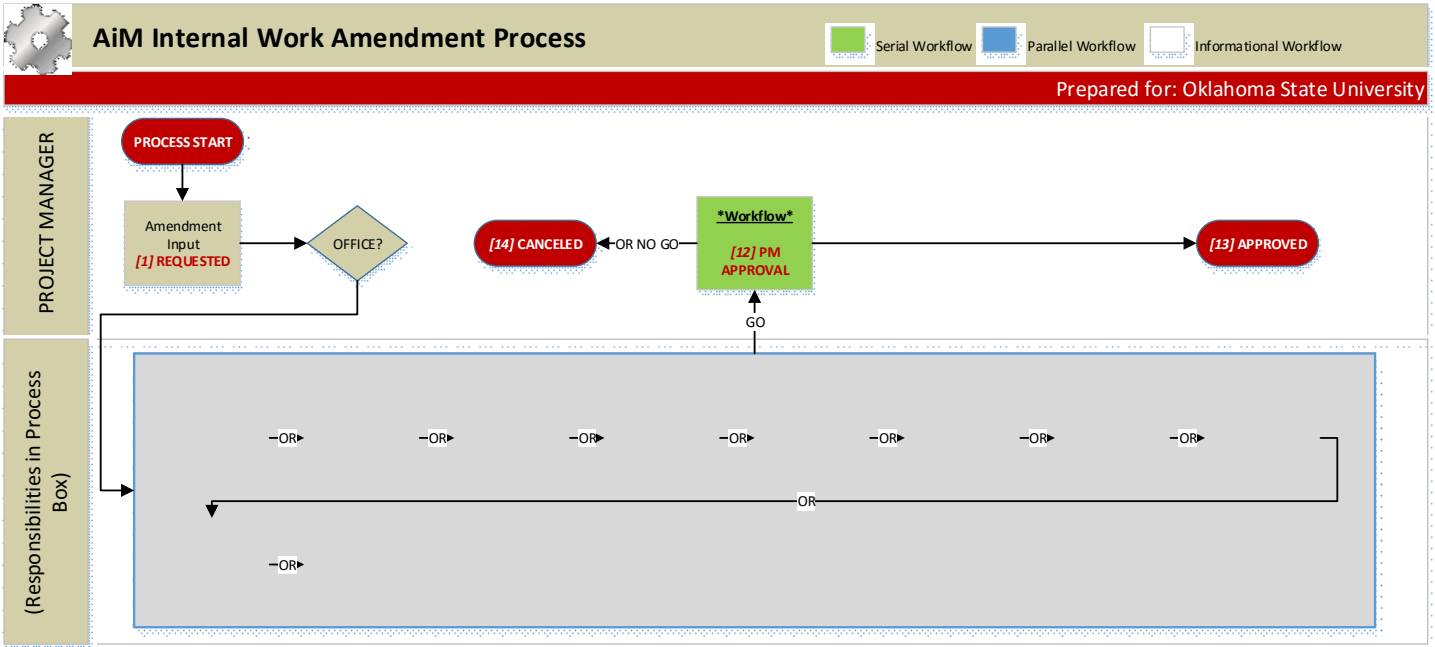 AiM Internal Work Amendment Process
Serial Workflow
Parallel Workflow
Informational Workflow
Prepared for: Oklahoma State University
PROJECT MANAGER
PROCESS START
Amendment
Input
[1] REQUESTED
OFFICE?
[14] CANCELED
OR NO GO
*Workflow*
[12] PM
APPROVAL
[13] APPROVED
GO
(Responsibilities in Process
Box)
OR
OR
OR
OR
OR
OR
OR
OR
OR